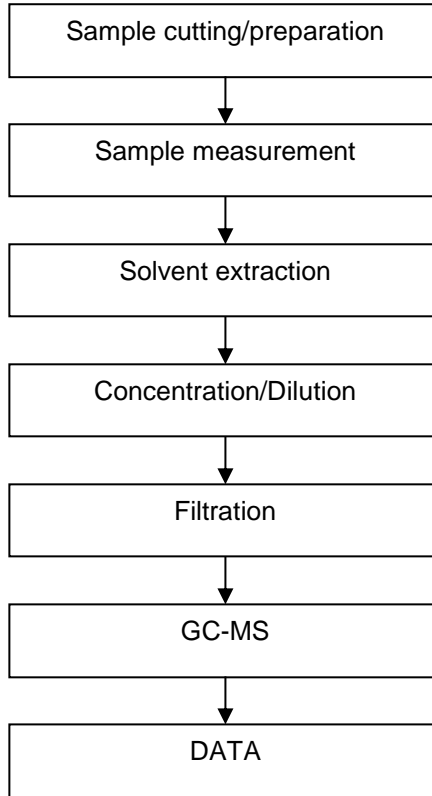 Sample cutting/preparation
Sample measurement
Solvent extraction
Concentration/Dilution
Filtration
GC-MS
DATA